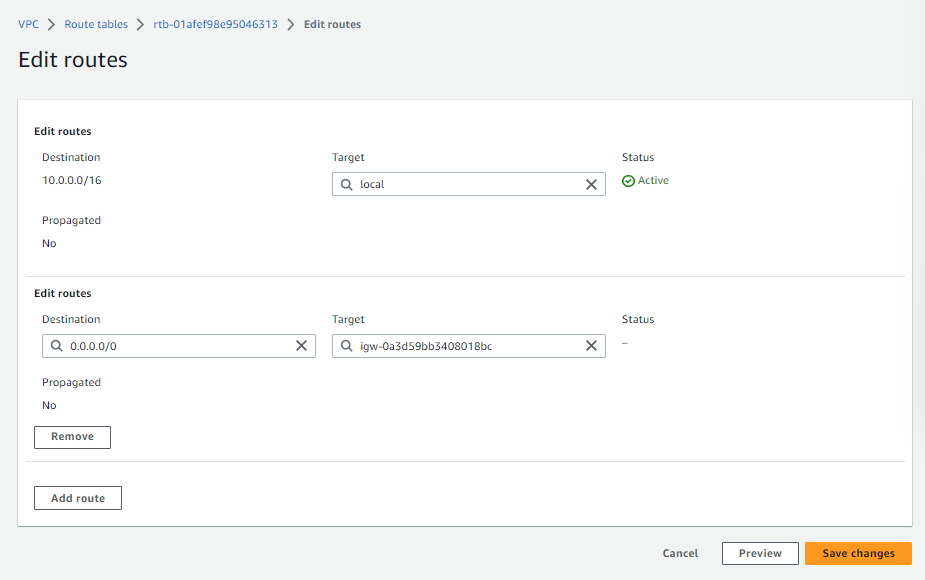 VPC > Route tables > rtb-01afef98e95046313 > Edit routes
Edit routes
Edit routes
Destination Target Status
10.0.0.0/16 local Active
Propagated
No
Edit routes
Destination Target Status
0.0.0.0/0 igw-0a3d59bb3408018bc –
Propagated
No
Remove
Add route
Cancel Preview Save changes